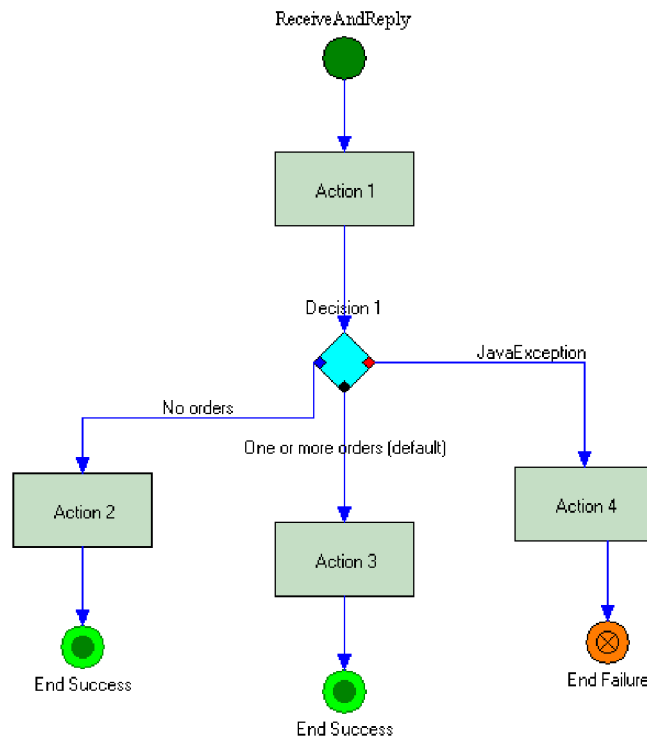 ReceiveAndReply
Action 1
Decision 1
JavaException
No orders
One or more orders (default)
Action 2
Action 3
Action 4
End Success
End Success
End Failure